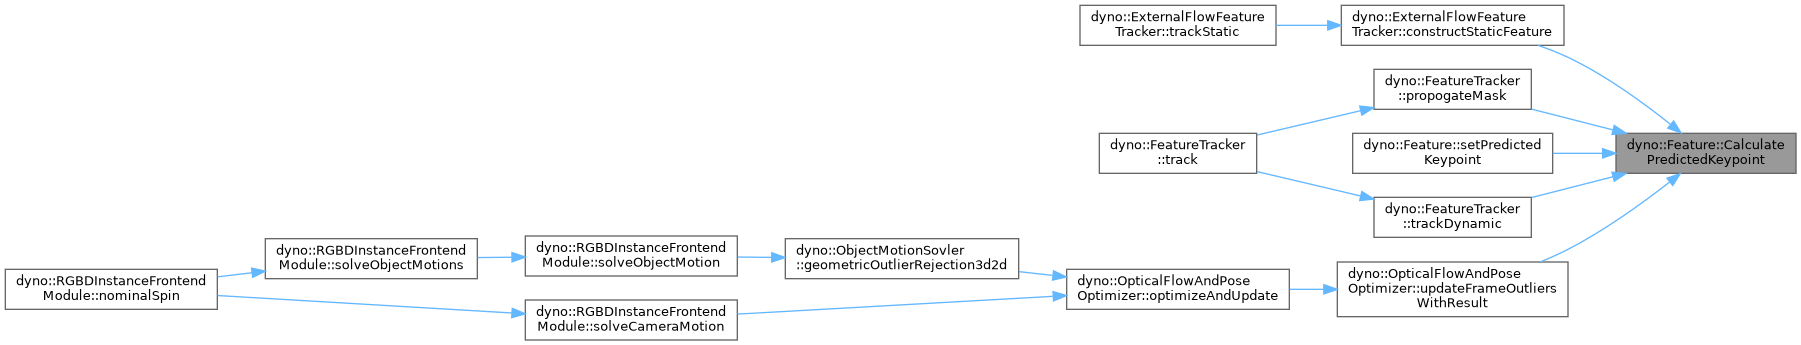 dyno::ExternalFlowFeature
Tracker::trackStatic
dyno::ExternalFlowFeature
Tracker::constructStaticFeature
dyno::FeatureTracker
::propogateMask
dyno::FeatureTracker
::track
dyno::Feature::setPredicted
Keypoint
dyno::Feature::Calculate
PredictedKeypoint
dyno::FeatureTracker
::trackDynamic
dyno::RGBDInstanceFrontend
Module::nominalSpin
dyno::RGBDInstanceFrontend
Module::solveObjectMotions
dyno::RGBDInstanceFrontend
Module::solveObjectMotion
dyno::ObjectMotionSovler
::geometricOutlierRejection3d2d
dyno::RGBDInstanceFrontend
Module::solveCameraMotion
dyno::OpticalFlowAndPose
Optimizer::optimizeAndUpdate
dyno::OpticalFlowAndPose
Optimizer::updateFrameOutliers
WithResult